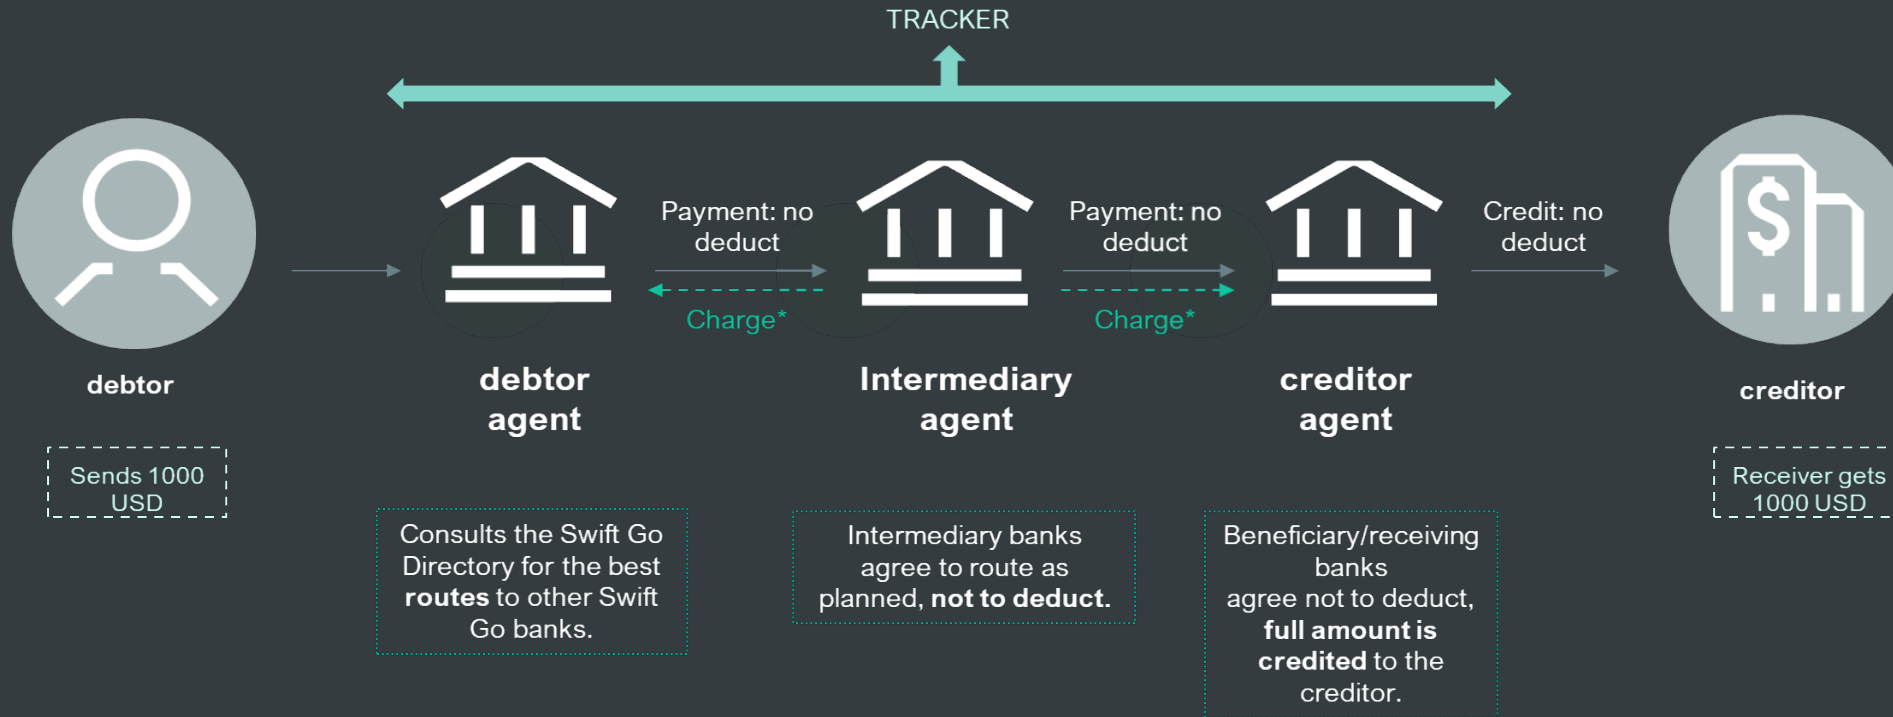 TRACKER
Payment: no
deduct
Payment: no
deduct
Credit: no
deduct
$
Charge*
Charge*
debtor
debtor
agent
Intermediary
agent
creditor
agent
creditor
Sends 1000
USD
Receiver gets
1000 USD
Consults the Swift Go
Directory for the best
routes to other Swift
Go banks.
Intermediary banks
agree to route as
planned, not to deduct.
Beneficiary/receiving
banks
agree not to deduct,
full amount is
credited to the
creditor.